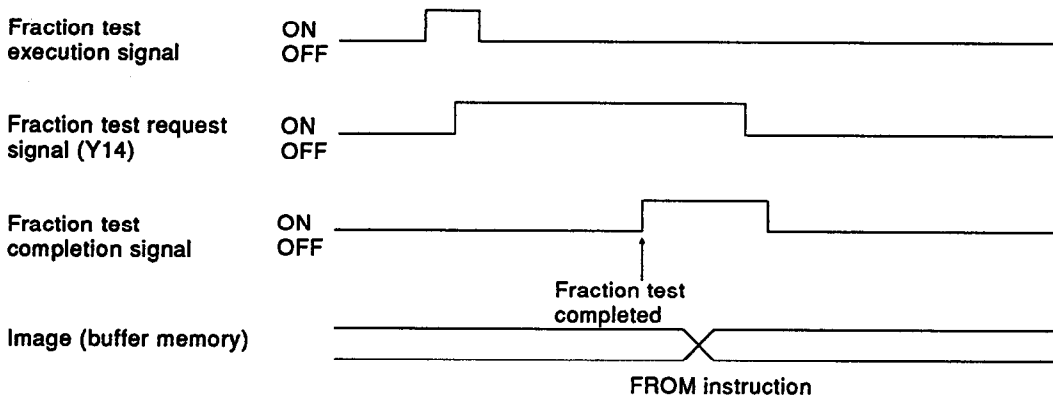 Fraction test
execution signal
ON
OFF
Fraction test request
signal (Y14)
ON
OFF
Fraction test
completion signal
ON
OFF
Fraction test
completed
Image (buffer memory)
FROM instruction